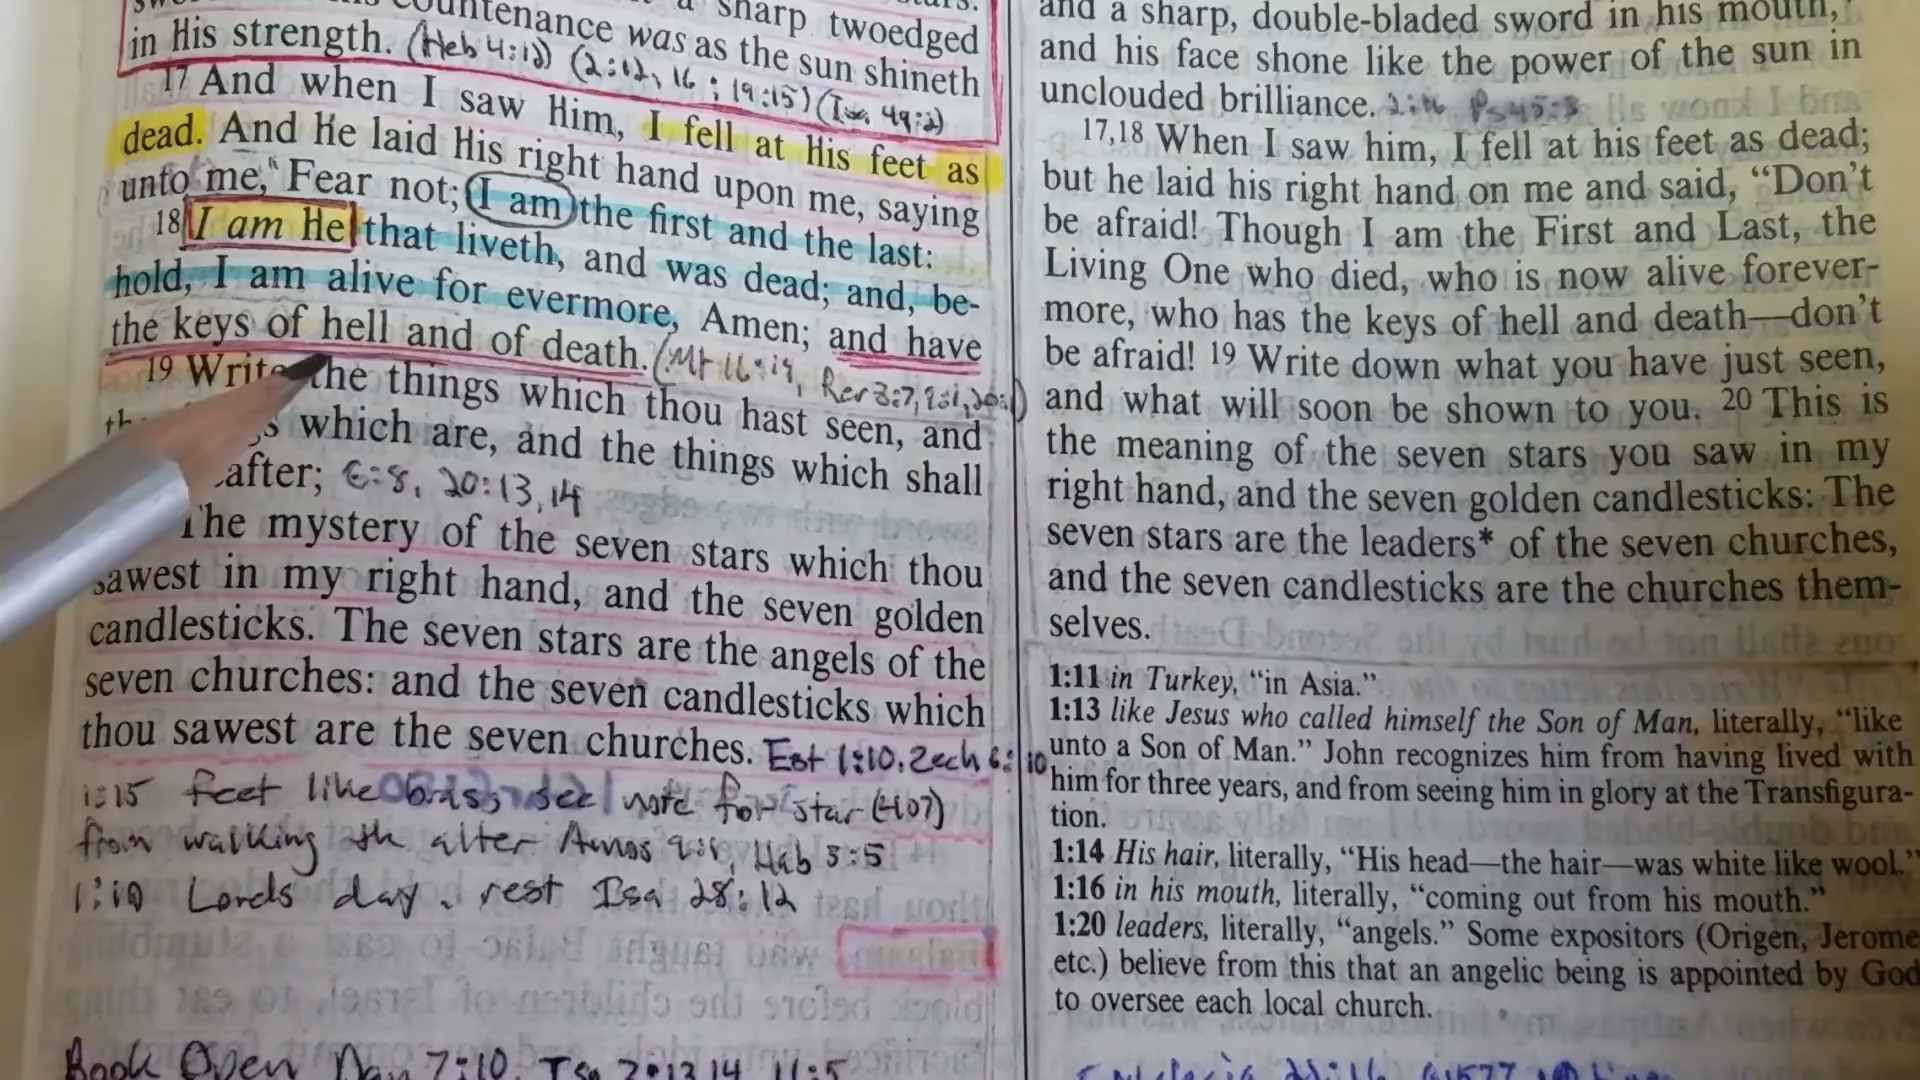 countenance was as the sun shineth
in His strength. (Heb 4:12) (2:12, 16; 19:15) (Isa 49:2)
17 And when I saw Him, I fell at His feet as
dead. And He laid His right hand upon me, saying
unto me, Fear not; I am the first and the last:
18 I am He that liveth, and was dead; and, be-
hold, I am alive for evermore, Amen; and have
the keys of hell and of death. (Mt 16:19, Rev 3:7, 9:1, 20:1)
19 Write the things which thou hast seen, and
which are, and the things which shall
after; 6:8, 20:13,14
The mystery of the seven stars which thou
sawest in my right hand, and the seven golden
candlesticks. The seven stars are the angels of the
seven churches: and the seven candlesticks which
thou sawest are the seven churches. Est 1:10. Zech 6:10
1:15 feet like brass, see note for star (407)
from walking the alter Amos 9:1, Hab 3:5
1:10 Lords day, rest Isa 28:12
Book Open Dan 7:10,
and a sharp, double-bladed sword in his mouth,*
and his face shone like the power of the sun in
unclouded brilliance. 2:16 Ps 45:3
17,18 When I saw him, I fell at his feet as dead;
but he laid his right hand on me and said, “Don’t
be afraid! Though I am the First and Last, the
Living One who died, who is now alive forever-
more, who has the keys of hell and death—don’t
be afraid! 19 Write down what you have just seen,
and what will soon be shown to you. 20 This is
the meaning of the seven stars you saw in my
right hand, and the seven golden candlesticks: The
seven stars are the leaders* of the seven churches,
and the seven candlesticks are the churches them-
selves.
1:11 in Turkey, “in Asia.”
1:13 like Jesus who called himself the Son of Man, literally, “like
unto a Son of Man.” John recognizes him from having lived with
him for three years, and from seeing him in glory at the Transfigura-
tion.
1:14 His hair, literally, “His head—the hair—was white like wool.”
1:16 in his mouth, literally, “coming out from his mouth.”
1:20 leaders, literally, “angels.” Some expositors (Origen, Jerome
etc.) believe from this that an angelic being is appointed by God
to oversee each local church.